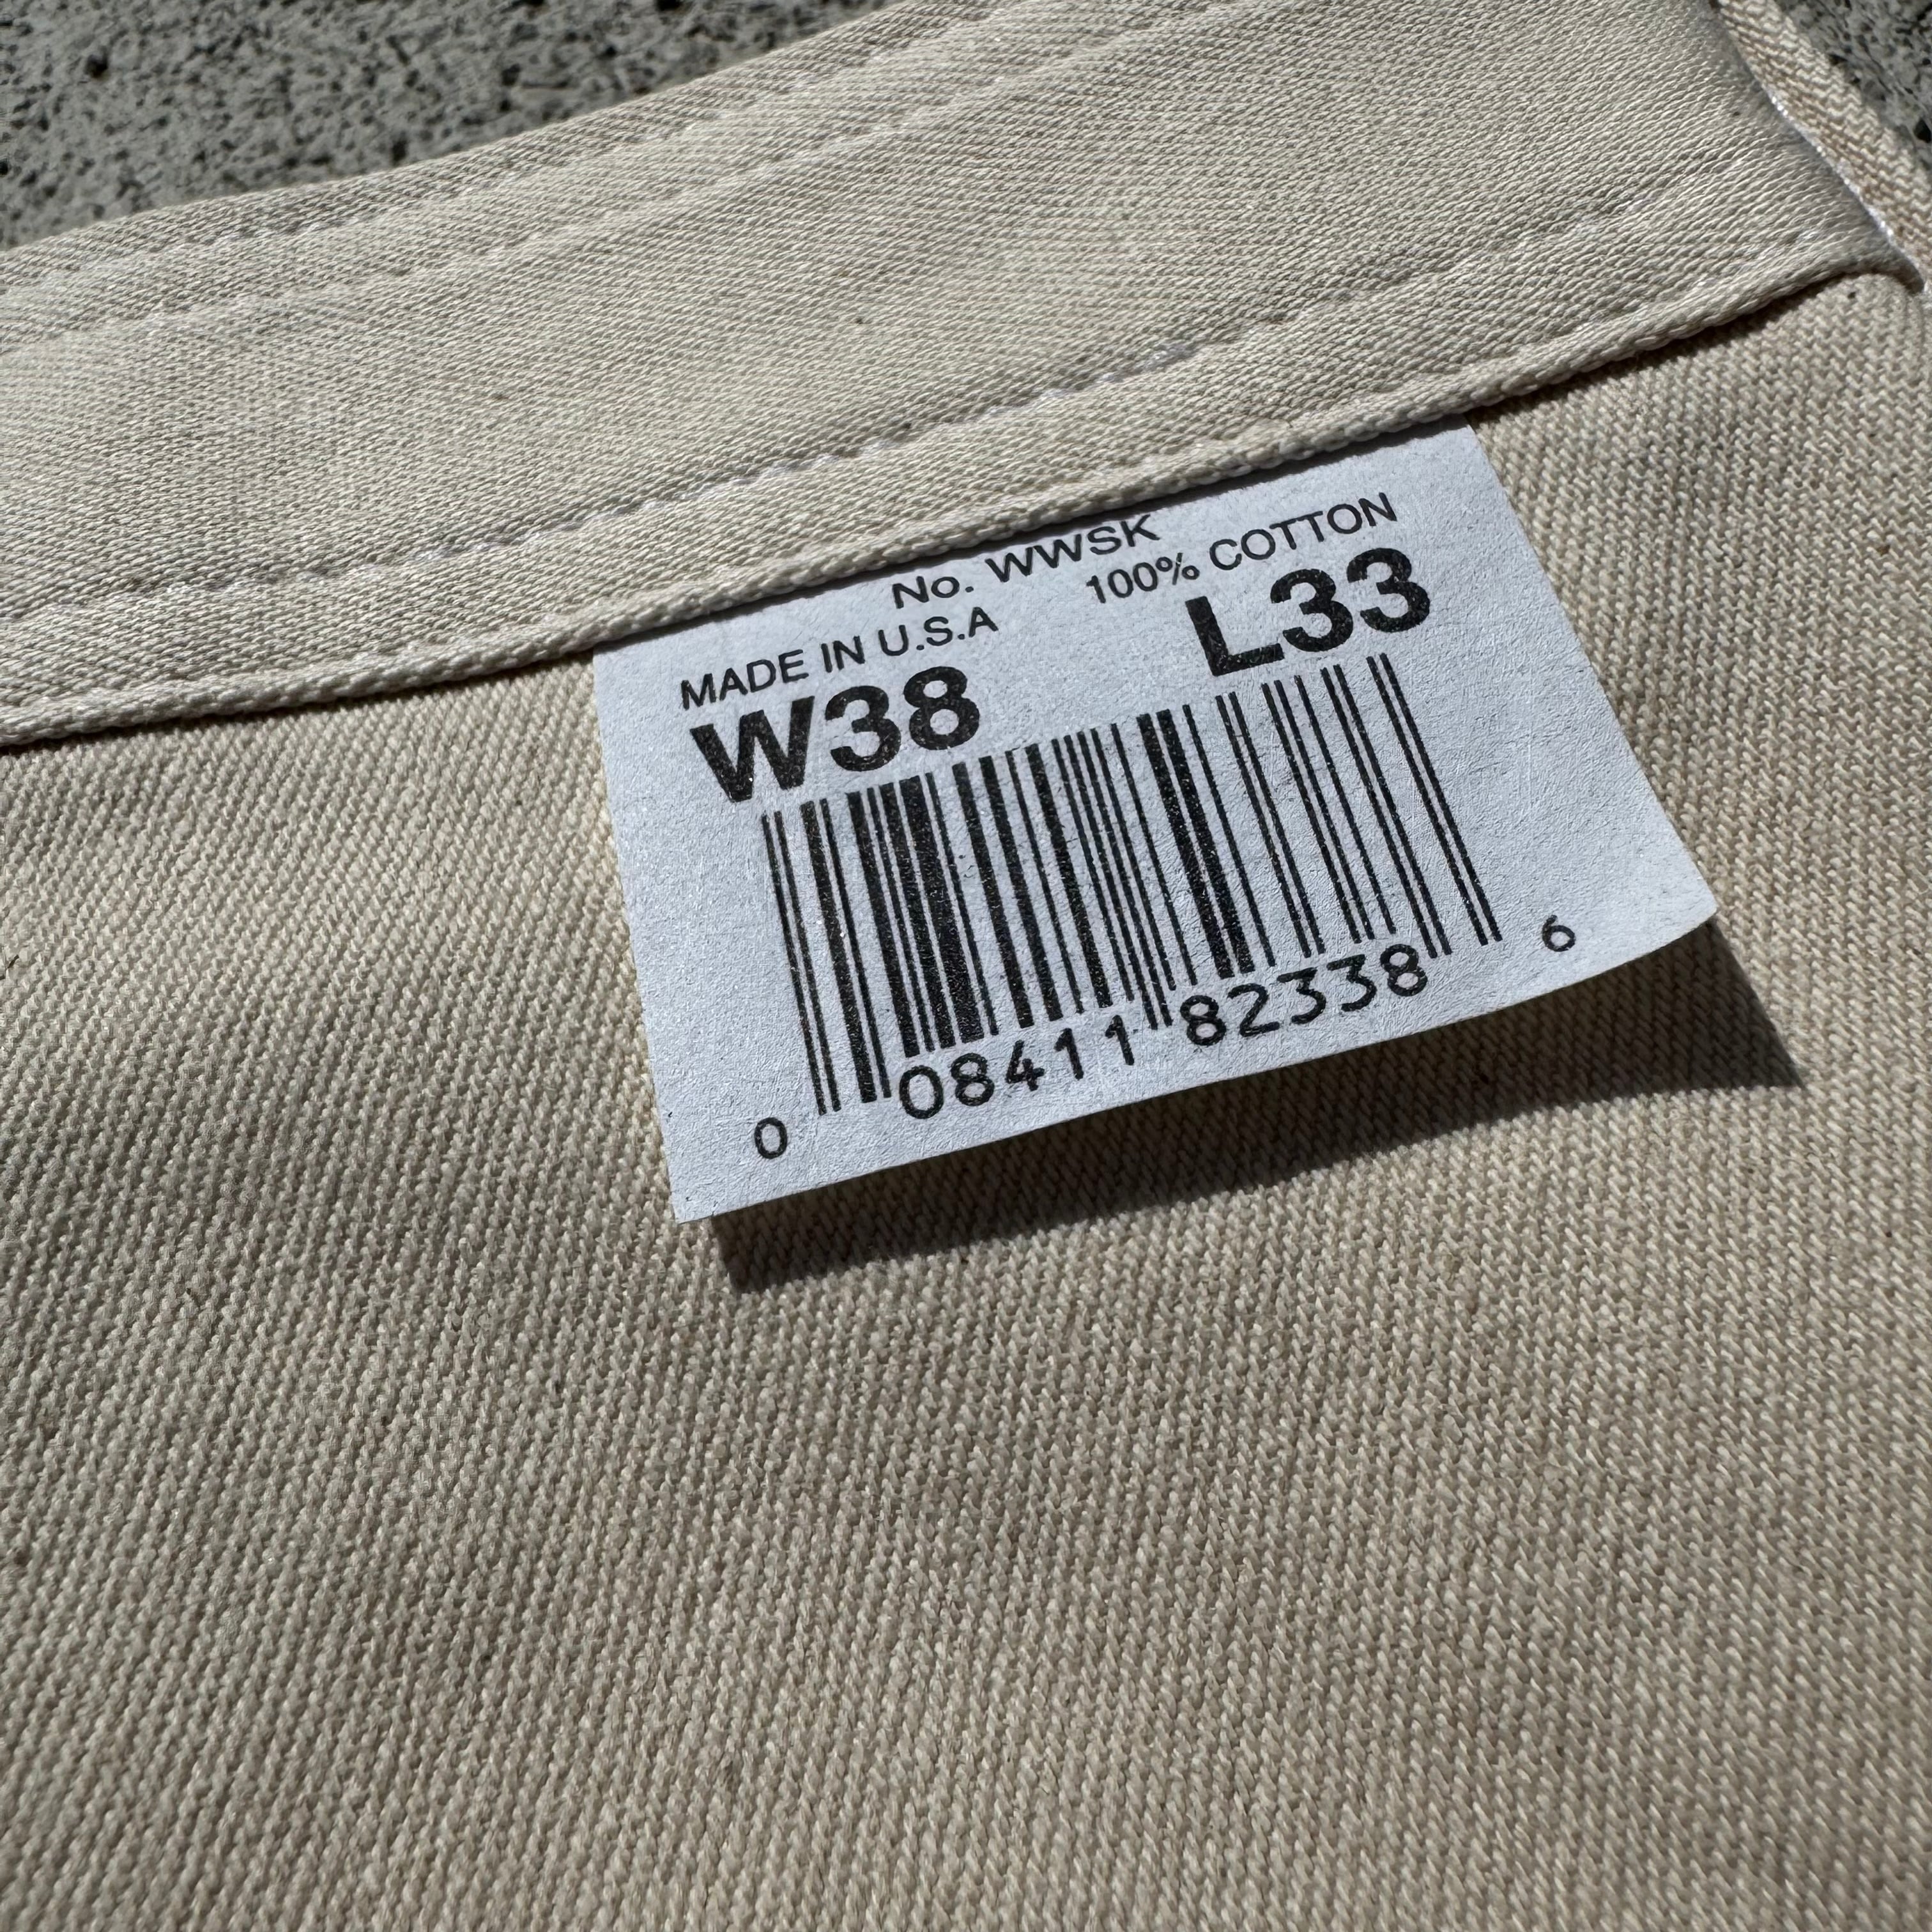 No. WWSK
MADE IN U.S.A 100% COTTON
W38 L33
0 08411 82338 6